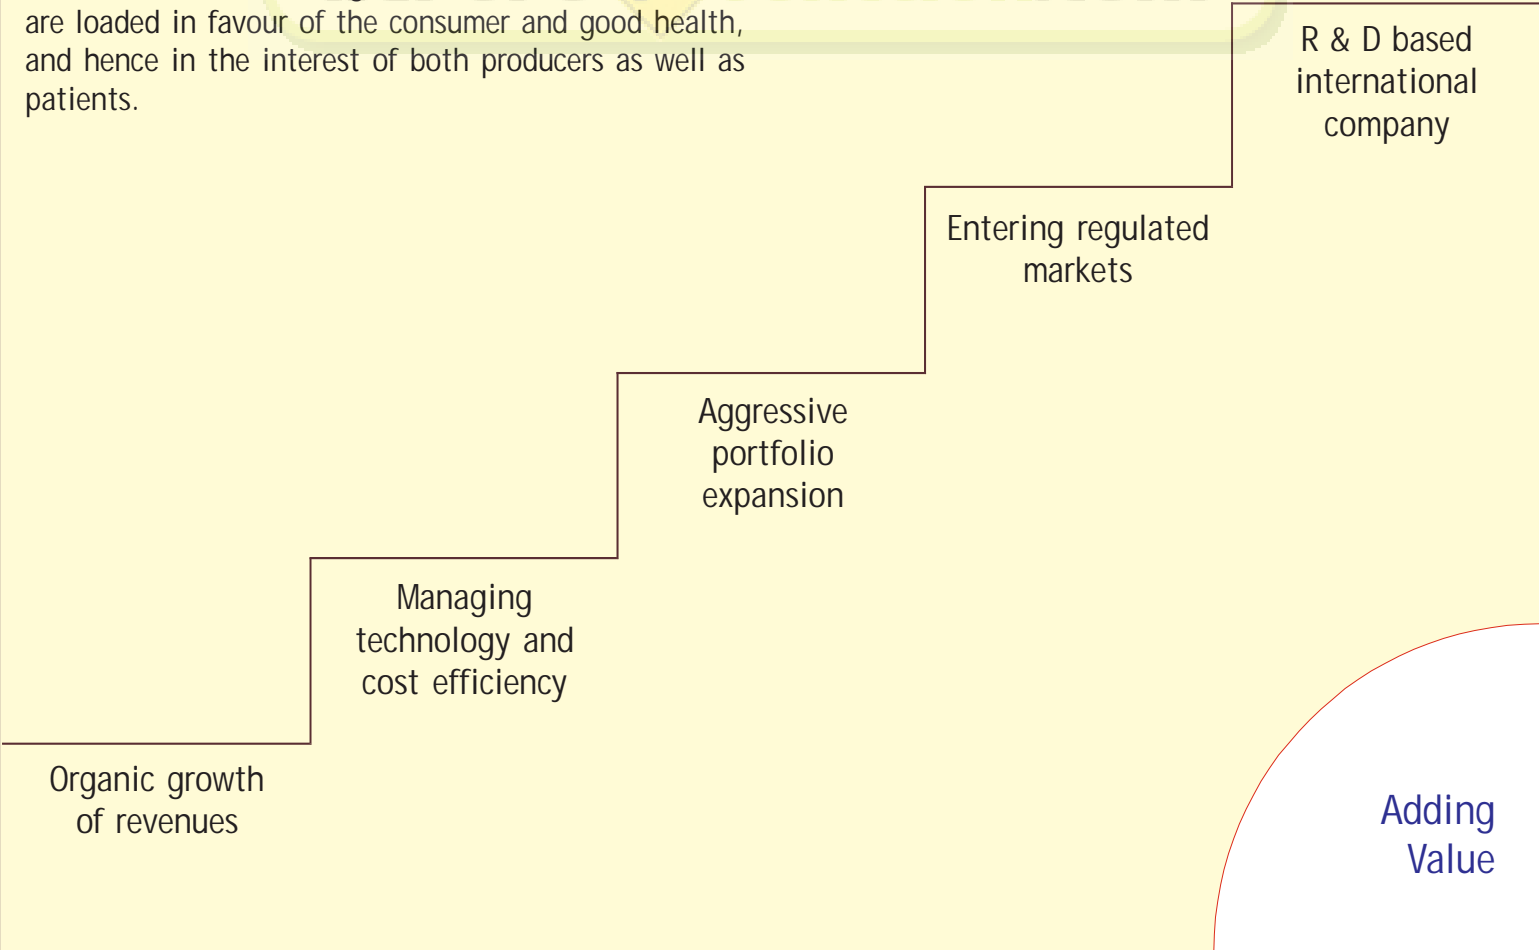 are loaded in favour of the consumer and good health,
and hence in the interest of both producers as well as
patients.
R & D based
international
company
Entering regulated
markets
Aggressive
portfolio
expansion
Managing
technology and
cost efficiency
Organic growth
of revenues
Adding
Value